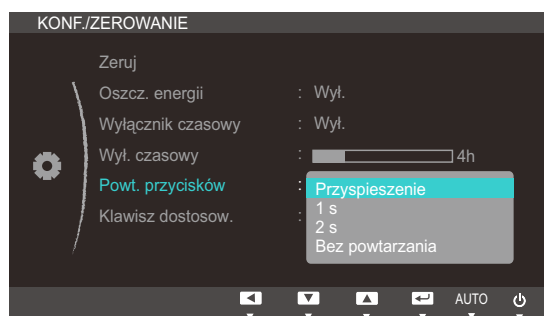 KONF./ZEROWANIE
Zeruj
Oszcz. energii : Wył.
Wyłącznik czasowy : Wył.
Wył. czasowy : 4h
Powt. przycisków : Przyspieszenie
1 s
2 s
Bez powtarzania
Klawisz dostosow. :
AUTO